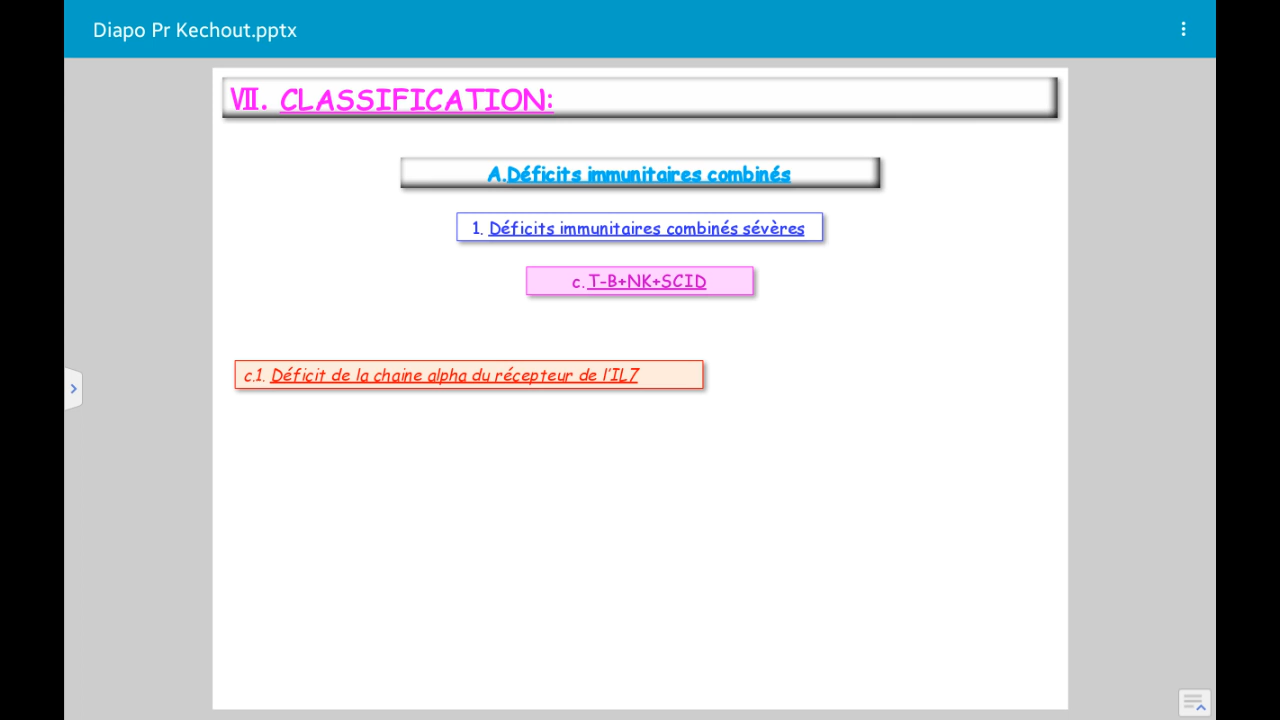 Diapo Pr Kechout.pptx
VII. CLASSIFICATION:
A.Déficits immunitaires combinés
1. Déficits immunitaires combinés sévères
c. T-B+NK+SCID
c.1. Déficit de la chaine alpha du récepteur de l'IL7